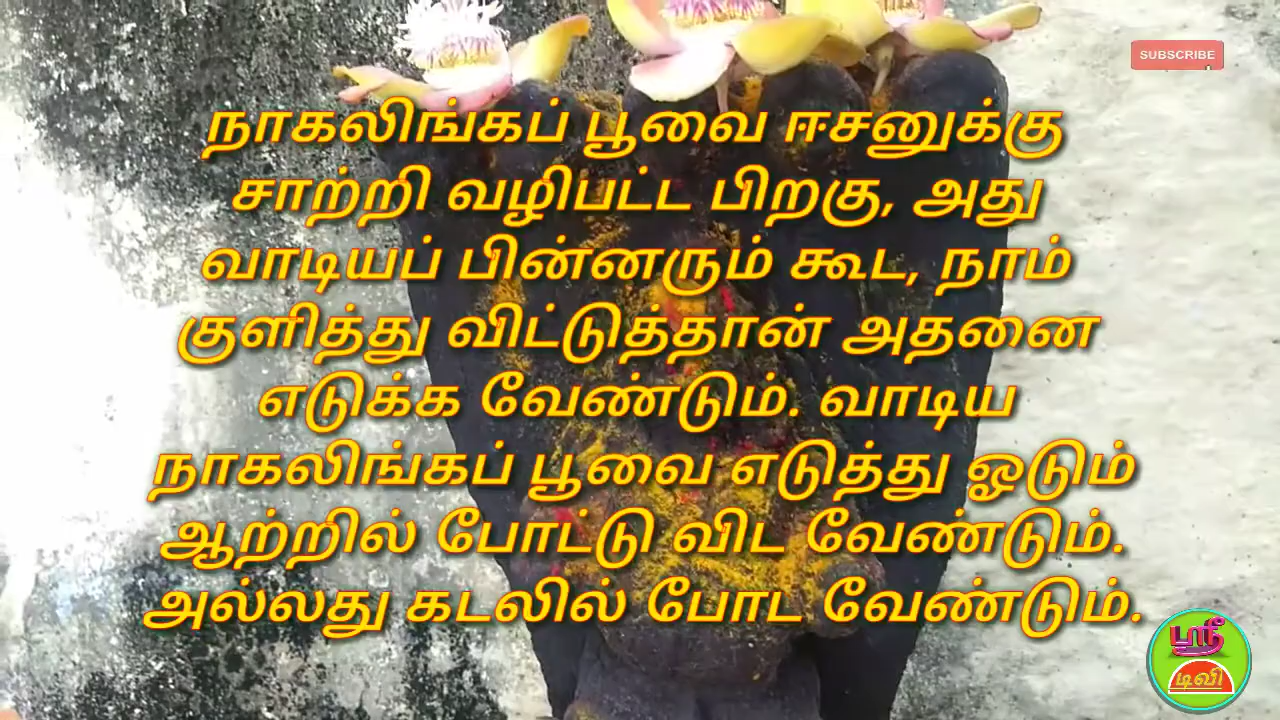 SUBSCRIBE
நாகலிங்கப் பூவை ஈசனுக்கு
சாற்றி வழிபட்ட பிறகு, அது
வாடியப் பின்னரும் கூட, நாம்
குளித்து விட்டுத்தான் அதனை
எடுக்க வேண்டும். வாடிய
நாகலிங்கப் பூவை எடுத்து ஓடும்
ஆற்றில் போட்டு விட வேண்டும்.
அல்லது கடலில் போட வேண்டும்.
ஸ்ரீ
டிவி